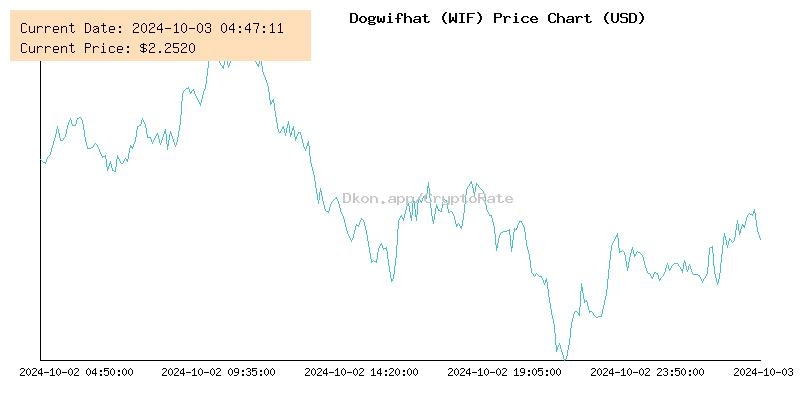 Dogwifhat (WIF) Price Chart (USD)
Current Date: 2024-10-03 04:47:11
Current Price: $2.2520
Dkon.app/CryptoRate
2024-10-02 04:50:00
2024-10-02 09:35:00
2024-10-02 14:20:00
2024-10-02 19:05:00
2024-10-02 23:50:00
2024-10-03